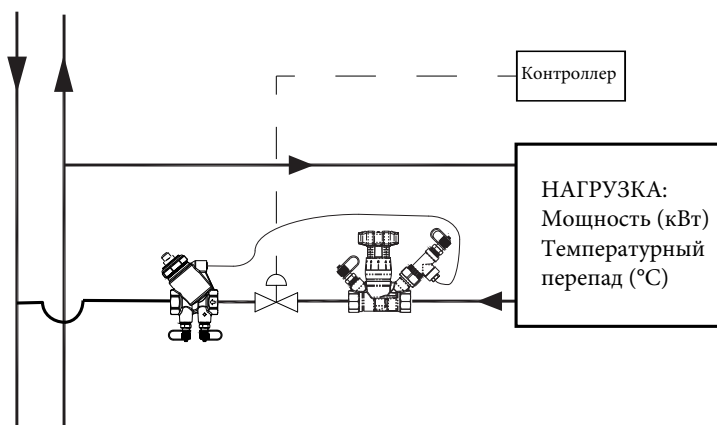 Контроллер
НАГРУЗКА:
Мощность (кВт)
Температурный
перепад (°C)